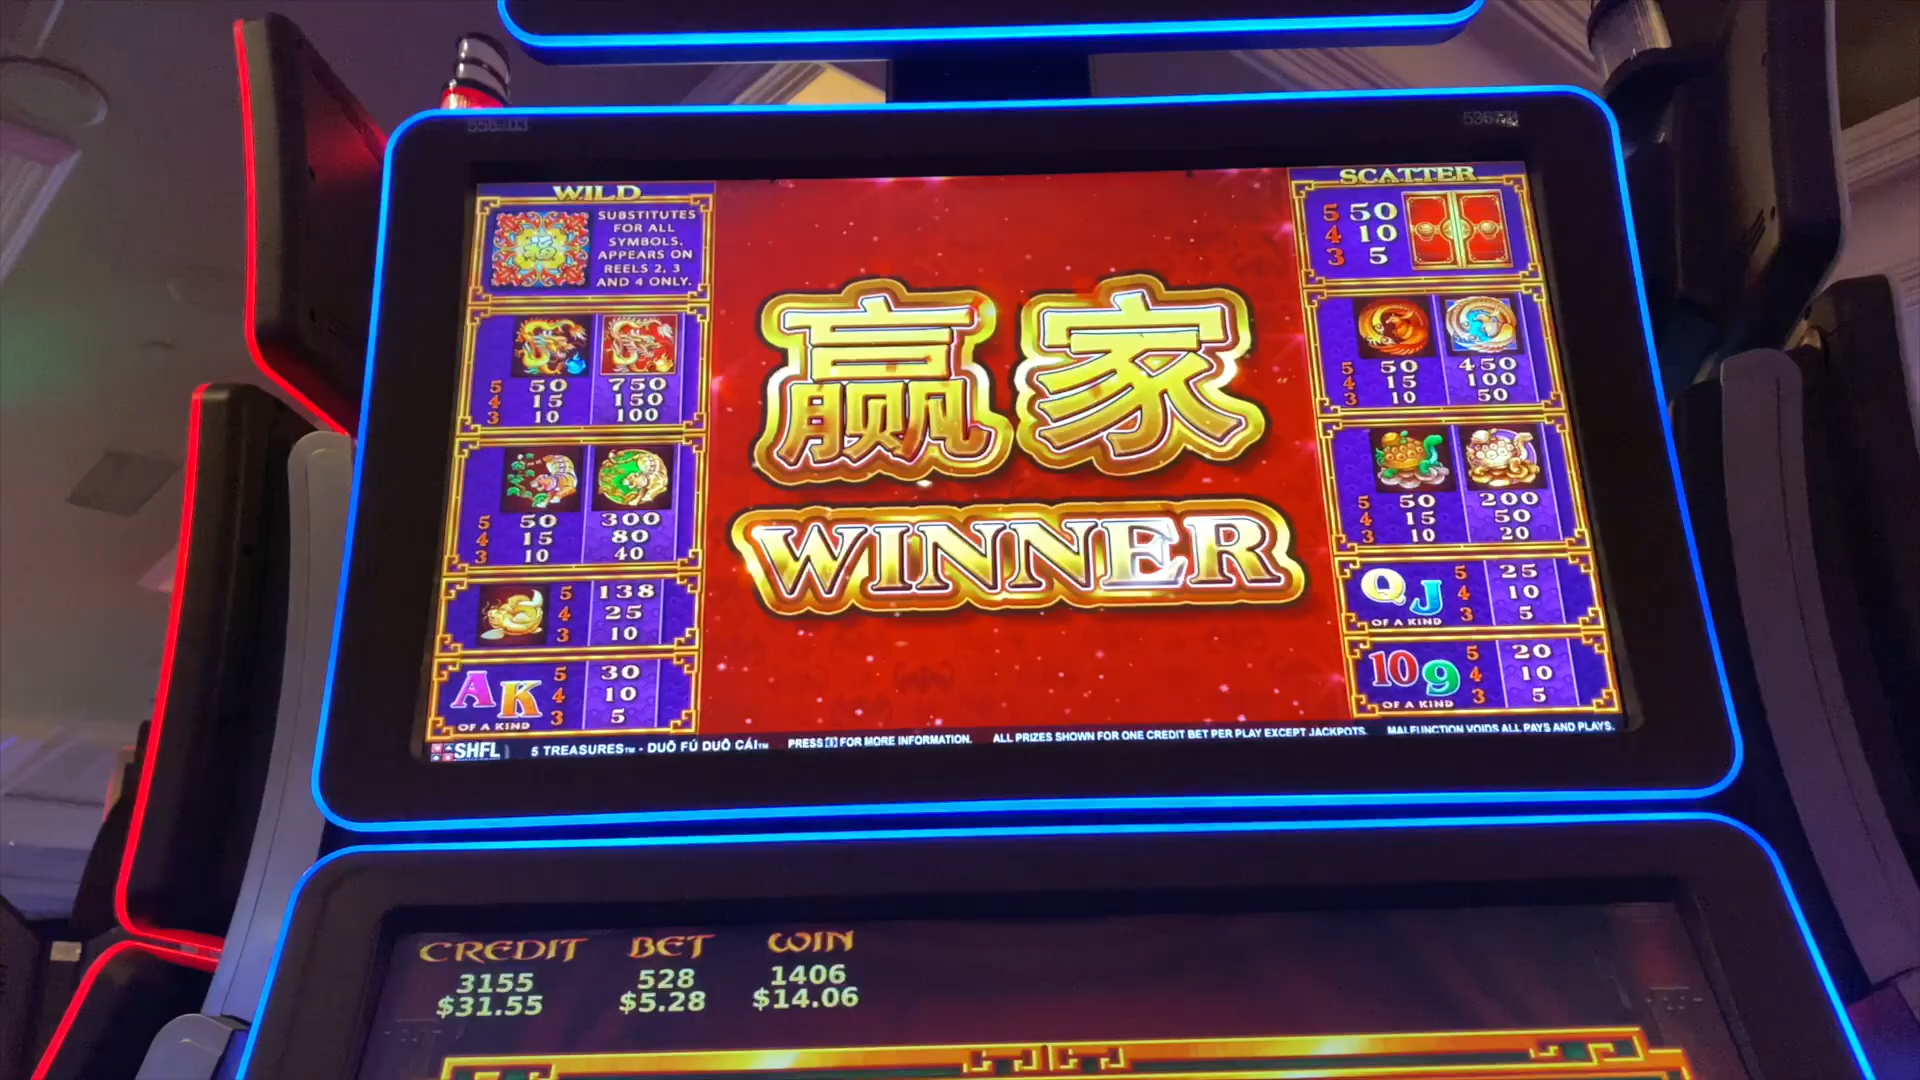 WILD
SUBSTITUTES
FOR ALL
SYMBOLS.
APPEARS ON
REELS 2, 3
AND 4 ONLY.
5 50 750
4 15 150
3 10 100
5 50 300
4 15 80
3 10 40
5 138
4 25
3 10
A K
OF A KIND
5 30
4 10
3 5
赢家
WINNER
SCATTER
5 50
4 10
3 5
5 50 450
4 15 100
3 10 50
5 50 200
4 15 50
3 10 20
Q J
OF A KIND
5 25
4 10
3 5
10 9
OF A KIND
5 20
4 10
3 5
SHFL
5 TREASURES™ - DUŌ FÚ DUŌ CÁI™
PRESS [i] FOR MORE INFORMATION.
ALL PRIZES SHOWN FOR ONE CREDIT BET PER PLAY EXCEPT JACKPOTS.
MALFUNCTION VOIDS ALL PAYS AND PLAYS.
CREDIT BET WIN
3155 528 1406
$31.55 $5.28 $14.06